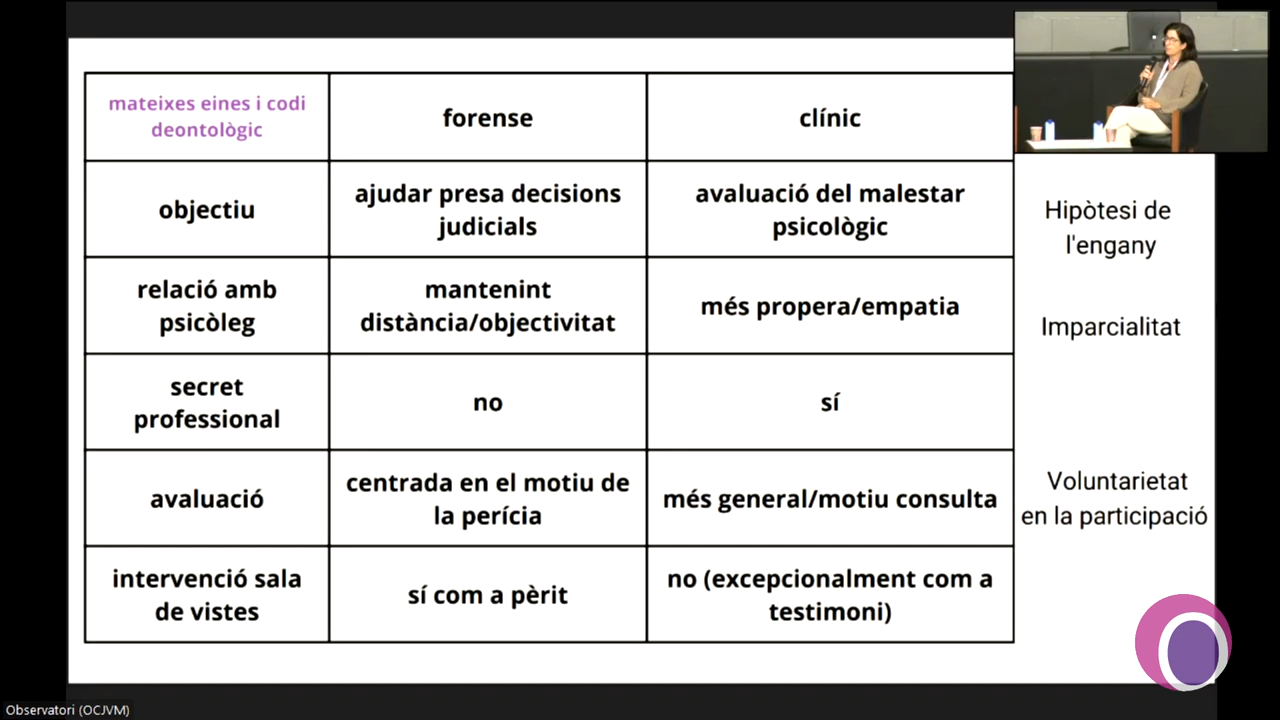 mateixes eines i codi
deontològic
forense
clínic
objectiu
ajudar presa decisions
judicials
avaluació del malestar
psicològic
Hipòtesi de
l'engany
relació amb
psicòleg
mantenint
distància/objectivitat
més propera/empatia
Imparcialitat
secret
professional
no
sí
avaluació
centrada en el motiu de
la perícia
més general/motiu consulta
Voluntarietat
en la participació
intervenció sala
de vistes
sí com a pèrit
no (excepcionalment com a
testimoni)
Observatori (OCJVM)